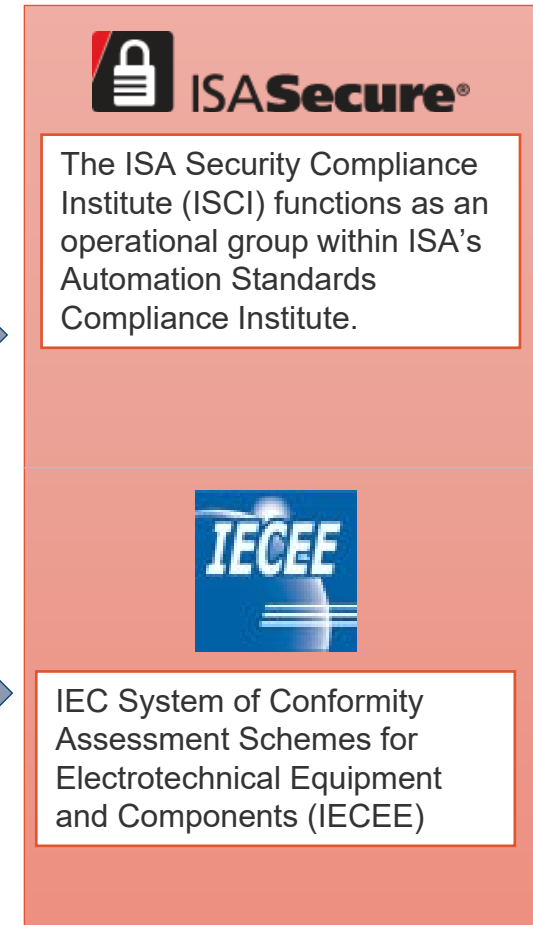 ISASecure®
The ISA Security Compliance
Institute (ISCI) functions as an
operational group within ISA’s
Automation Standards
Compliance Institute.
IECEE
IEC System of Conformity
Assessment Schemes for
Electrotechnical Equipment
and Components (IECEE)